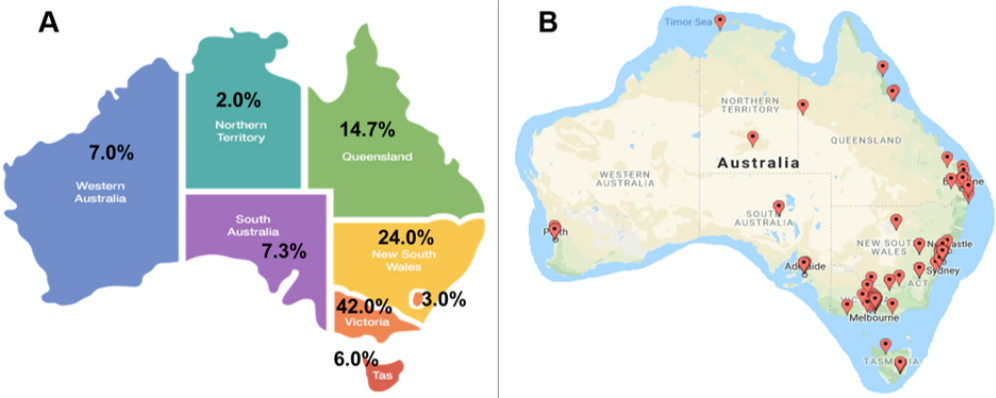 A
2.0%
Northern
Territory
14.7%
Queensland
7.0%
Western
Australia
South
Australia
7.3%
24.0%
New South
Wales
3.0%
42.0%
Victoria
6.0%
Tas
B
Timor Sea
NORTHERN
TERRITORY
QUEENSLAND
Australia
WESTERN
AUSTRALIA
SOUTH
AUSTRALIA
Perth
Adelaide
NEW SOUTH
WALES
Newcastle
Sydney
ACT
Melbourne
TASMANIA